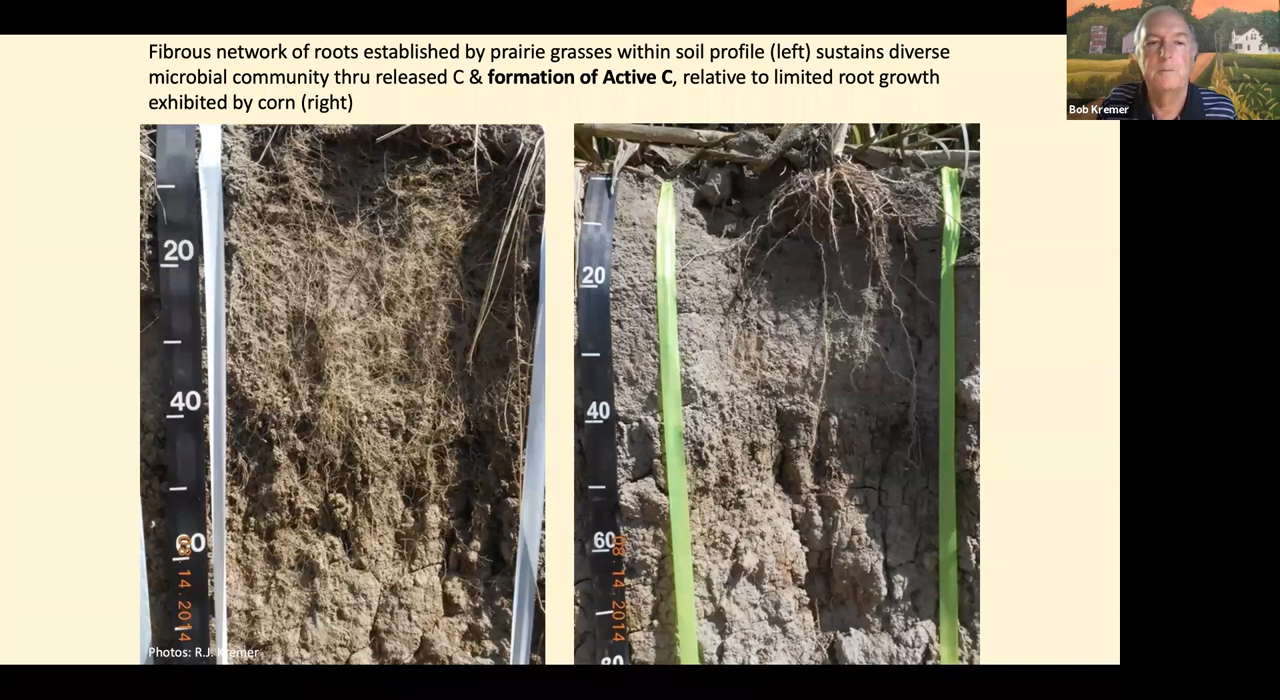 Fibrous network of roots established by prairie grasses within soil profile (left) sustains diverse
microbial community thru released C & formation of Active C, relative to limited root growth
exhibited by corn (right)
Bob Kremer
20
40
60
08.14.2014
Photos: R.J. Kremer
20
40
60
08.14.2014
80